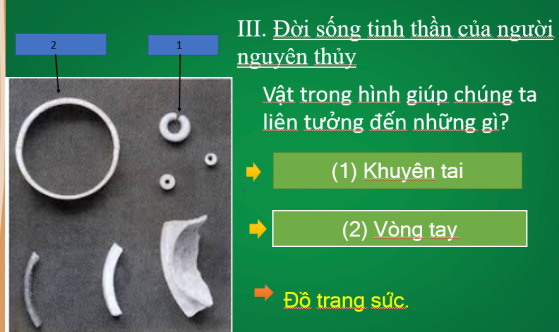 2
1
III. Đời sống tinh thần của người
nguyên thủy
Vật trong hình giúp chúng ta
liên tưởng đến những gì?
(1) Khuyên tai
(2) Vòng tay
Đồ trang sức.